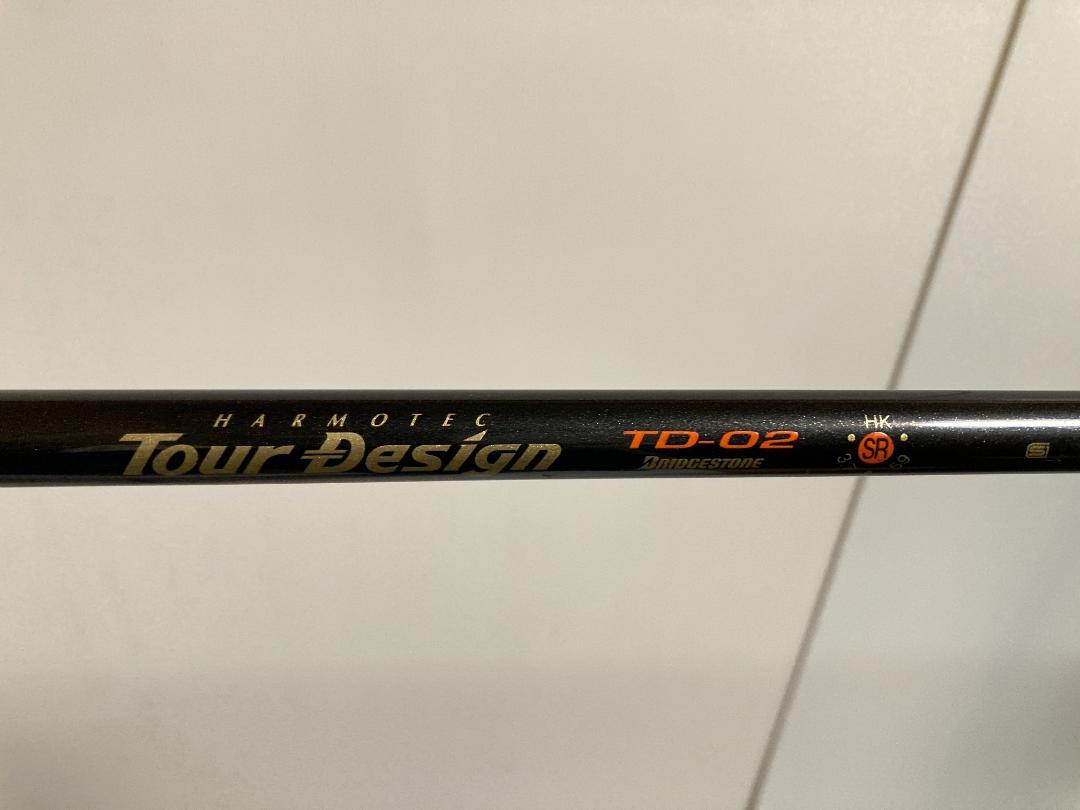 HARMOTEC
Tour Design
TD-02
BRIDGESTONE
HK
SR
S